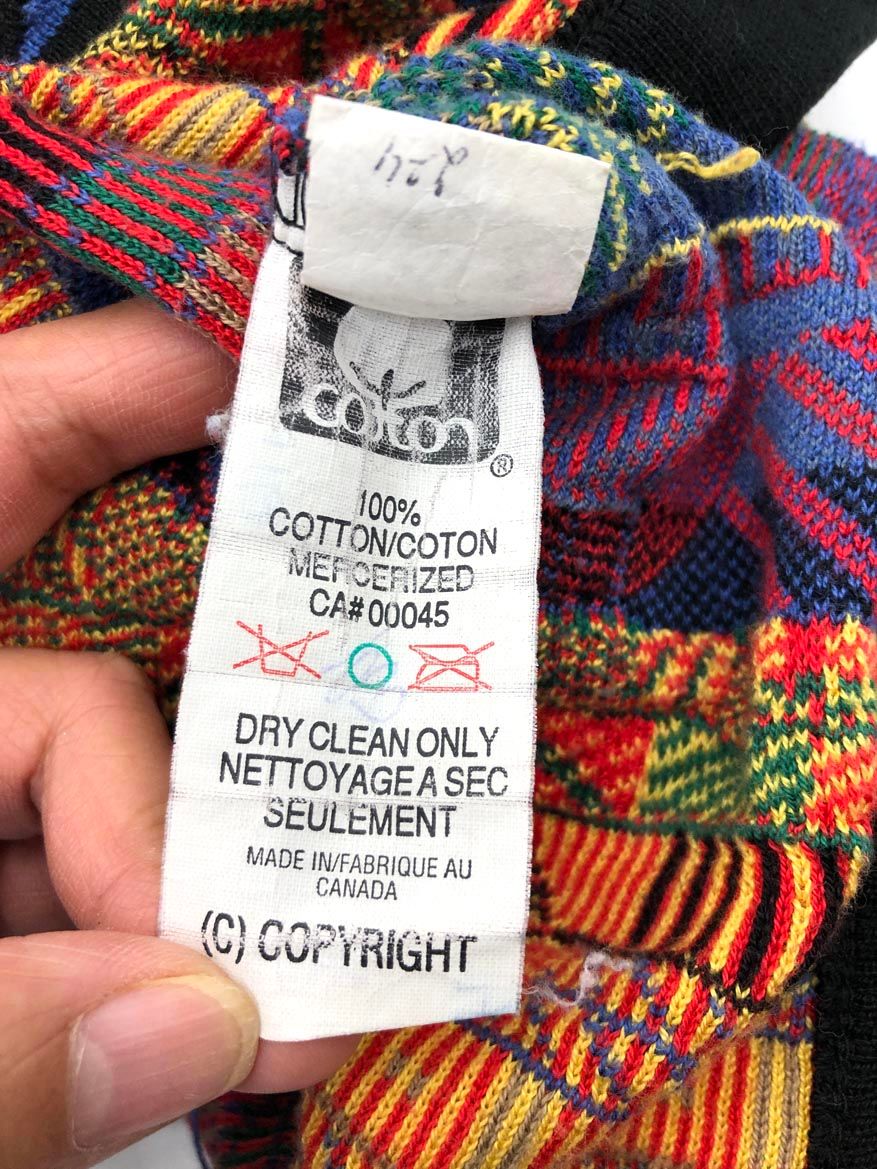 224
cotton
®
100%
COTTON/COTON
MERCERIZED
CA# 00045
DRY CLEAN ONLY
NETTOYAGE A SEC
SEULEMENT
MADE IN/FABRIQUE AU
CANADA
(C) COPYRIGHT